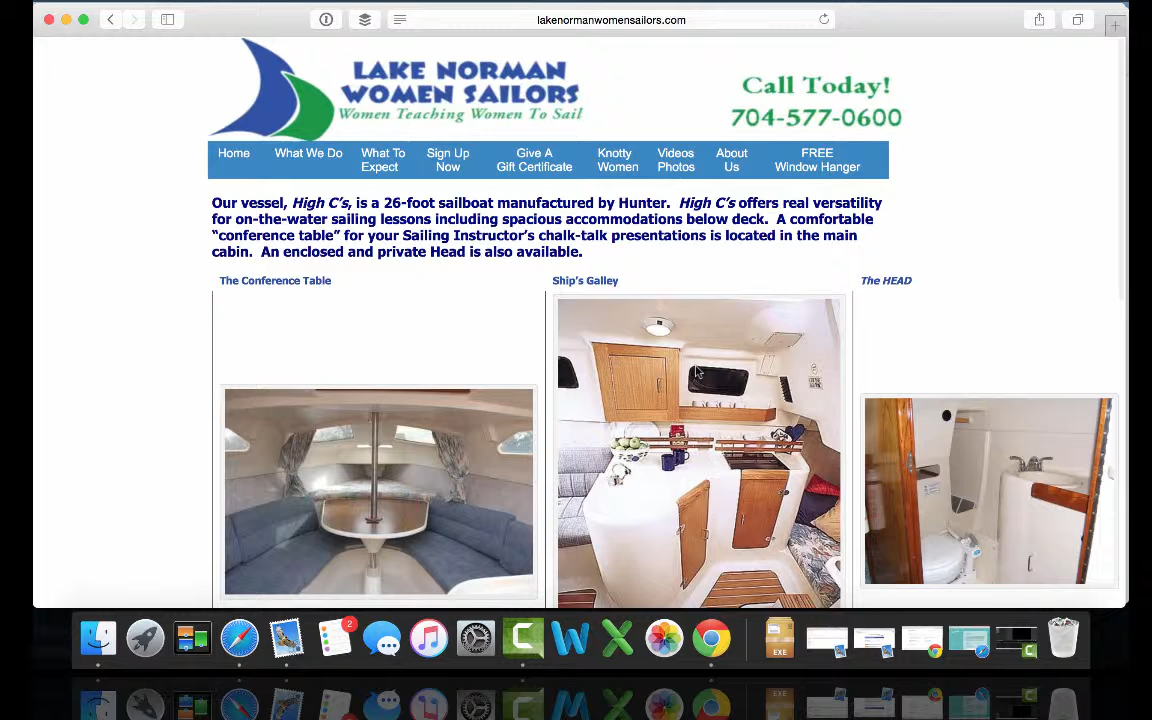 lakenormanwomensailors.com
LAKE NORMAN
WOMEN SAILORS
Women Teaching Women To Sail
Call Today!
704-577-0600
Home
What We Do
What To
Expect
Sign Up
Now
Give A
Gift Certificate
Knotty
Women
Videos
Photos
About
Us
FREE
Window Hanger
Our vessel, High C's, is a 26-foot sailboat manufactured by Hunter. High C's offers real versatility
for on-the-water sailing lessons including spacious accommodations below deck. A comfortable
“conference table” for your Sailing Instructor's chalk-talk presentations is located in the main
cabin. An enclosed and private Head is also available.
The Conference Table
Ship's Galley
The HEAD
2
EXE
EXE